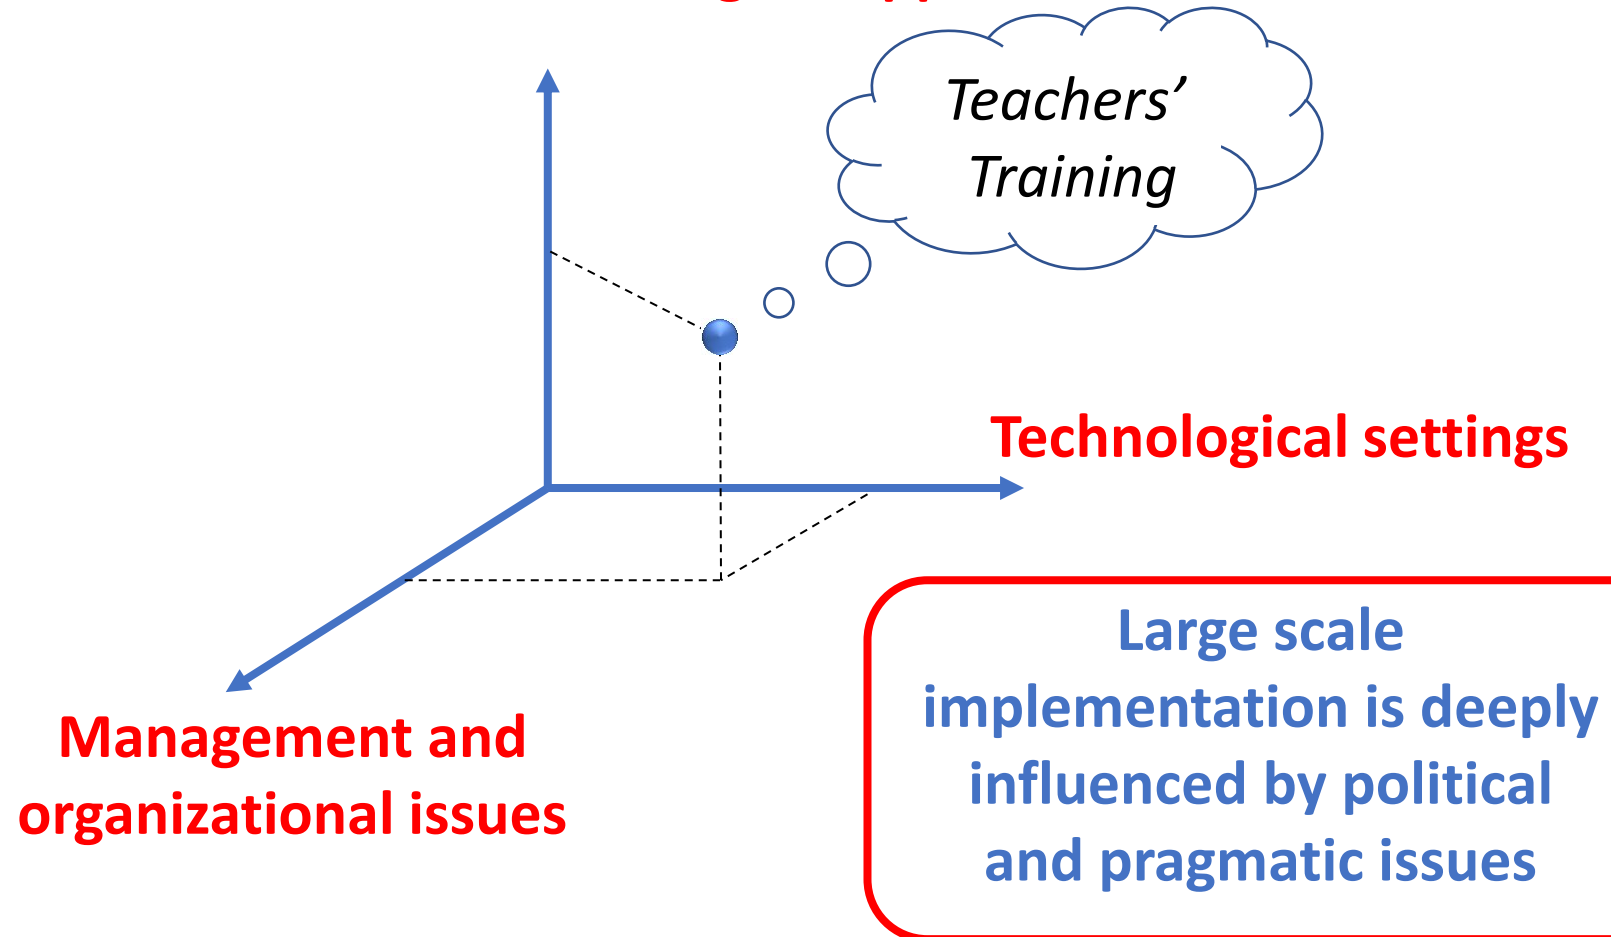 Teachers’
Training
Technological settings
Large scale
implementation is deeply
influenced by political
and pragmatic issues
Management and
organizational issues